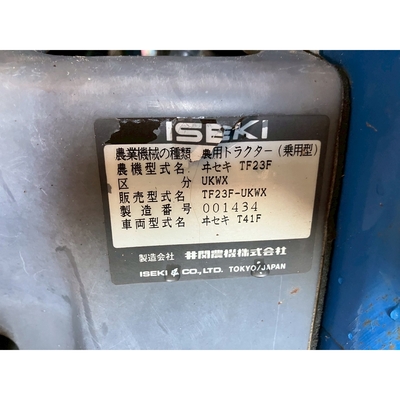 ISEKI
農業機械の種類 農用トラクター(乗用型)
農機型式名 ヰセキ TF23F
区分 UKWX
販売型式名 TF23F-UKWX
製造番号 001434
車両型式名 ヰセキ T41F
製造会社 井関農機株式会社
ISEKI & CO., LTD. TOKYO/JAPAN